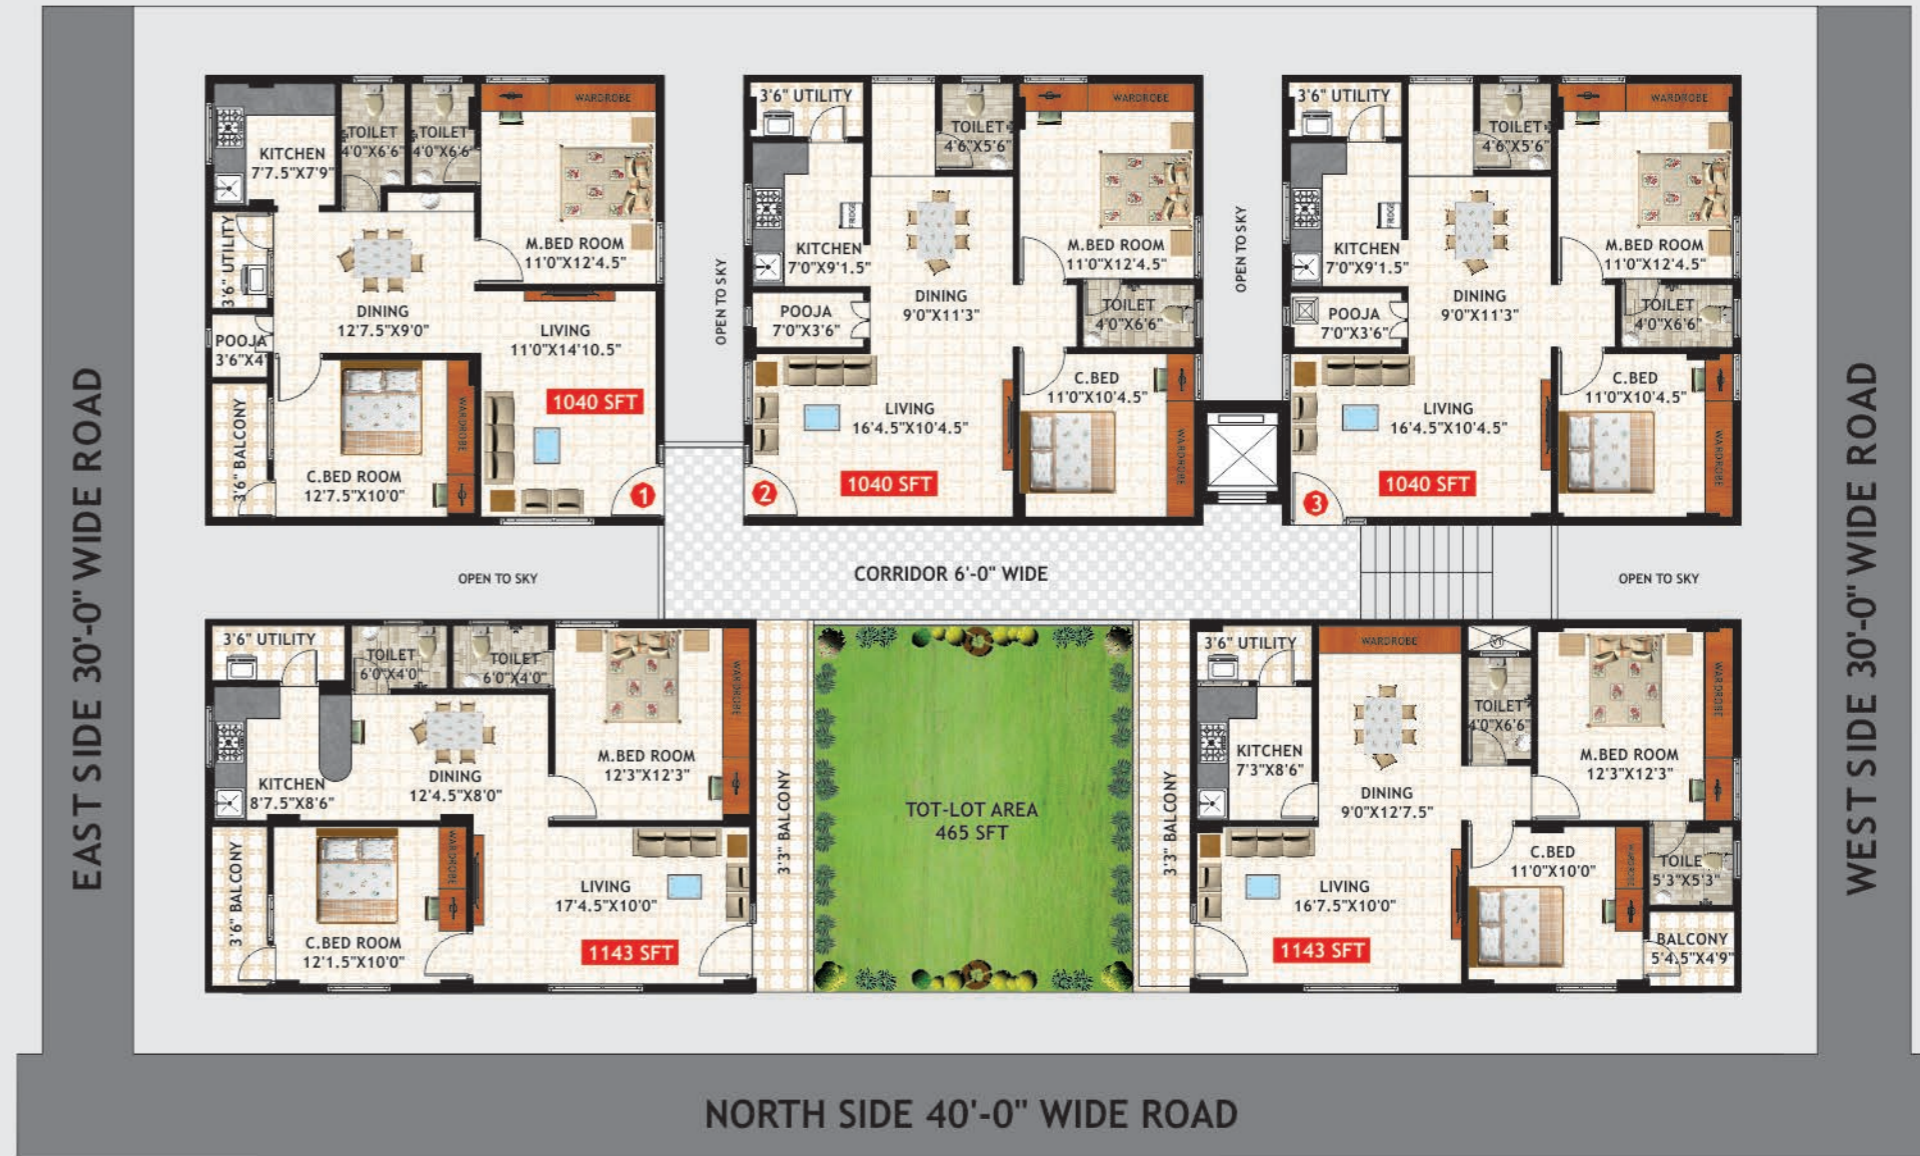 EAST SIDE 30'-0" WIDE ROAD
KITCHEN
7'7.5"X7'9"
TOILET
4'0"X6'6"
TOILET
4'0"X6'6"
WARDROBE
M.BED ROOM
11'0"X12'4.5"
3'6" UTILITY
DINING
12'7.5"X9'0"
POOJA
3'6"X4'
LIVING
11'0"X14'10.5"
1040 SFT
3'6" BALCONY
C.BED ROOM
12'7.5"X10'0"
WARDROBE
1
OPEN TO SKY
3'6" UTILITY
TOILET
4'6"X5'6"
WARDROBE
FRIDGE
KITCHEN
7'0"X9'1.5"
M.BED ROOM
11'0"X12'4.5"
DINING
9'0"X11'3"
POOJA
7'0"X3'6"
TOILET
4'0"X6'6"
C.BED
11'0"X10'4.5"
LIVING
16'4.5"X10'4.5"
WARDROBE
1040 SFT
2
OPEN TO SKY
3'6" UTILITY
TOILET
4'6"X5'6"
WARDROBE
FRIDGE
KITCHEN
7'0"X9'1.5"
M.BED ROOM
11'0"X12'4.5"
DINING
9'0"X11'3"
POOJA
7'0"X3'6"
TOILET
4'0"X6'6"
C.BED
11'0"X10'4.5"
LIVING
16'4.5"X10'4.5"
WARDROBE
1040 SFT
3
WEST SIDE 30'-0" WIDE ROAD
OPEN TO SKY
CORRIDOR 6'-0" WIDE
OPEN TO SKY
3'6" UTILITY
TOILET
6'0"X4'0"
TOILET
6'0"X4'0"
WARDROBE
M.BED ROOM
12'3"X12'3"
KITCHEN
8'7.5"X8'6"
DINING
12'4.5"X8'0"
3'6" BALCONY
WARDROBE
LIVING
17'4.5"X10'0"
C.BED ROOM
12'1.5"X10'0"
1143 SFT
3'3" BALCONY
TOT-LOT AREA
465 SFT
3'3" BALCONY
3'6" UTILITY
WARDROBE
TOILET
4'0"X6'6"
WARDROBE
KITCHEN
7'3"X8'6"
M.BED ROOM
12'3"X12'3"
DINING
9'0"X12'7.5"
C.BED
11'0"X10'0"
WARDROBE
TOILE
5'3"X5'3"
LIVING
16'7.5"X10'0"
1143 SFT
BALCONY
5'4.5"X4'9"
NORTH SIDE 40'-0" WIDE ROAD